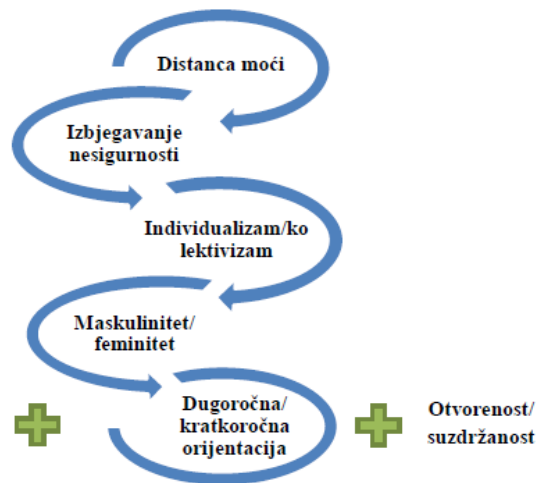 Distanca moći
Izbjegavanje
nesigurnosti
Individualizam/ko
lektivizam
Maskulinitet/
feminitet
Dugoročna/
kratkoročna
orijentacija
Otvorenost/
suzdržanost